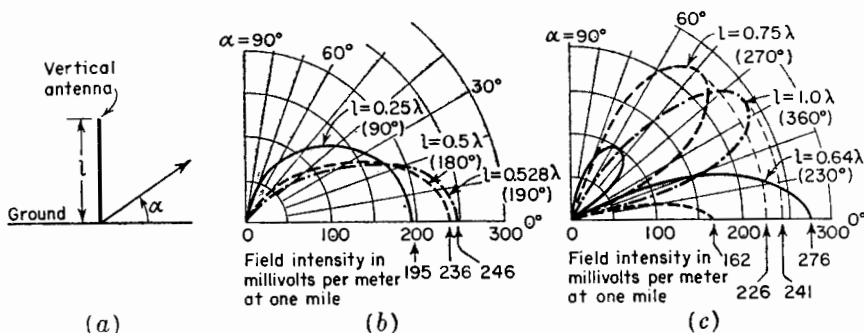 Vertical
antenna
l
α
Ground
(a)
α=90°
60°
30°
0°
l=0.25λ
(90°)
l=0.5λ
(180°)
l=0.528λ
(190°)
0 100 200 300
Field intensity in
millivolts per meter
at one mile
195 236 246
(b)
α=90°
60°
l=0.75λ
(270°)
l=1.0λ
(360°)
l=0.64λ
(230°)
0°
0 100 200 300
Field intensity in
millivolts per meter
at one mile
162 276
226 241
(c)